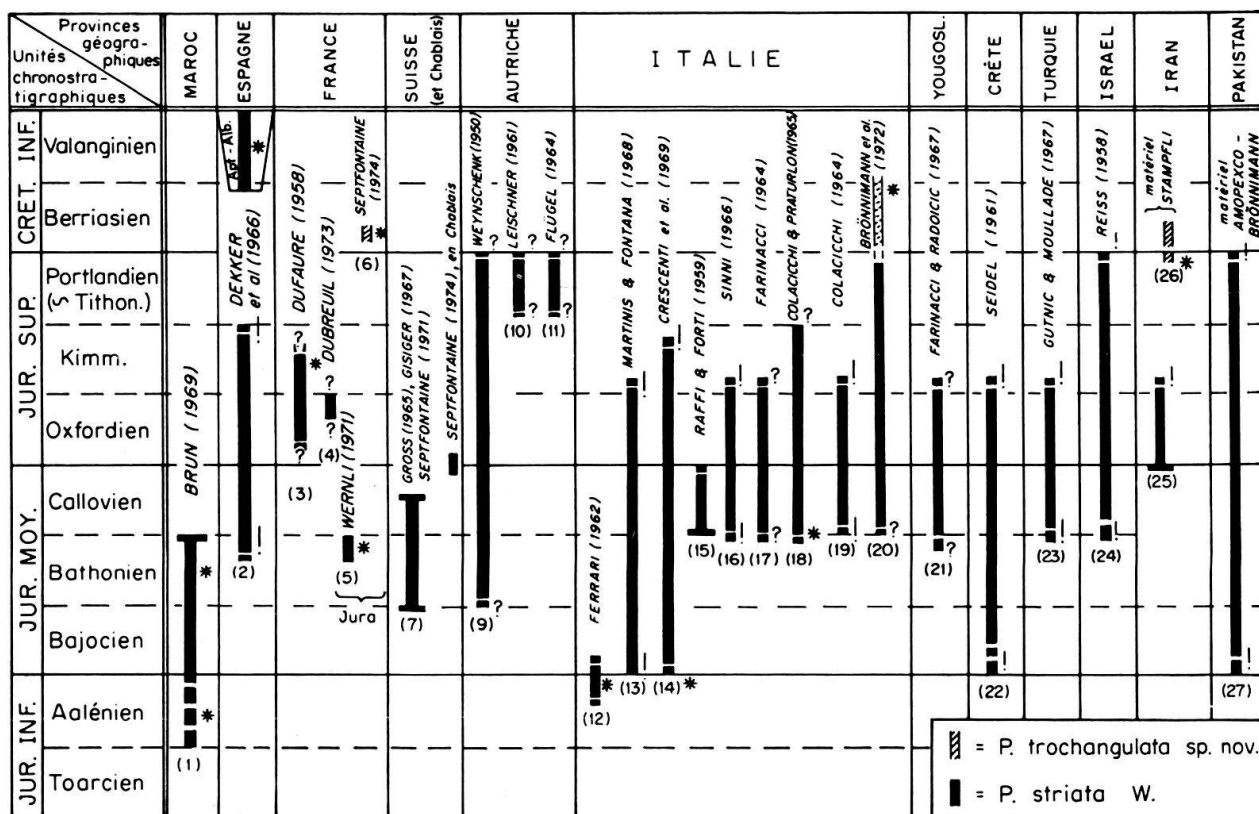 Provinces
géogra-
phiques
Unités
chronostra-
tigraphiques
MAROC
ESPAGNE
FRANCE
SUISSE
(et Chablais)
AUTRICHE
ITALIE
YOUGOSL.
CRÈTE
TURQUIE
ISRAEL
IRAN
PAKISTAN
CRET. INF.
JUR. SUP.
JUR. MOY.
JUR. INF.
Valanginien
Berriasien
Portlandien
(∽ Tithon.)
Kimm.
Oxfordien
Callovien
Bathonien
Bajocien
Aalénien
Toarcien
BRUN (1969)
(1)
Apt-Alb.
DEKKER
et al (1966)
(2)
DUFAURE (1958)
(3)
DUBREUIL (1973)
(4)
WERNLI (1971)
(5)
Jura
SEPTFONTAINE
(1974)
(6)
GROSS (1965), GISIGER (1967)
SEPTFONTAINE (1971)
(7)
SEPTFONTAINE (1974), en Chablais
WEYNSCHENK (1950)
(9)
LEISCHNER (1961)
(10)
FLÜGEL (1964)
(11)
FERRARI (1962)
(12)
MARTINIS & FONTANA (1968)
(13)
CRESCENTI et al. (1969)
(14)
RAFFI & FORTI (1959)
(15)
SINNI (1966)
(16)
FARINACCI (1964)
(17)
COLACICCHI & PRATURLON (1965)
(18)
COLACICCHI (1964)
(19)
BRÖNNIMANN et al.
(1972)
(20)
FARINACCI & RADOICIC (1967)
(21)
SEIDEL (1961)
(22)
GUTNIC & MOULLADE (1967)
(23)
REISS (1958)
(24)
(25)
matériel
STAMPFLI
(26)
matériel
AMOPEXCO -
BRÖNNIMANN
(27)
= P. trochangulata sp. nov.
= P. striata W.